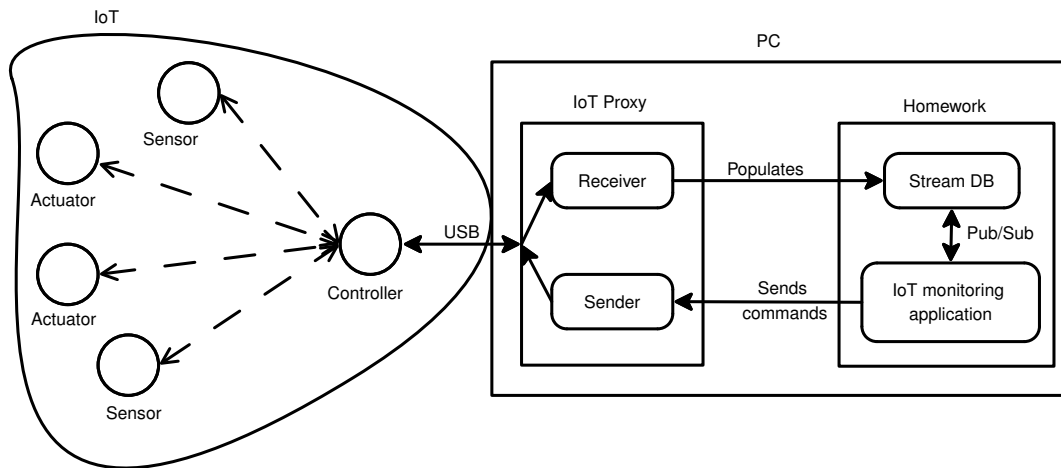 IoT
PC
IoT Proxy
Homework
Sensor
Actuator
Receiver
Populates
Stream DB
USB
Pub/Sub
Controller
Actuator
Sender
Sends
commands
IoT monitoring
application
Sensor